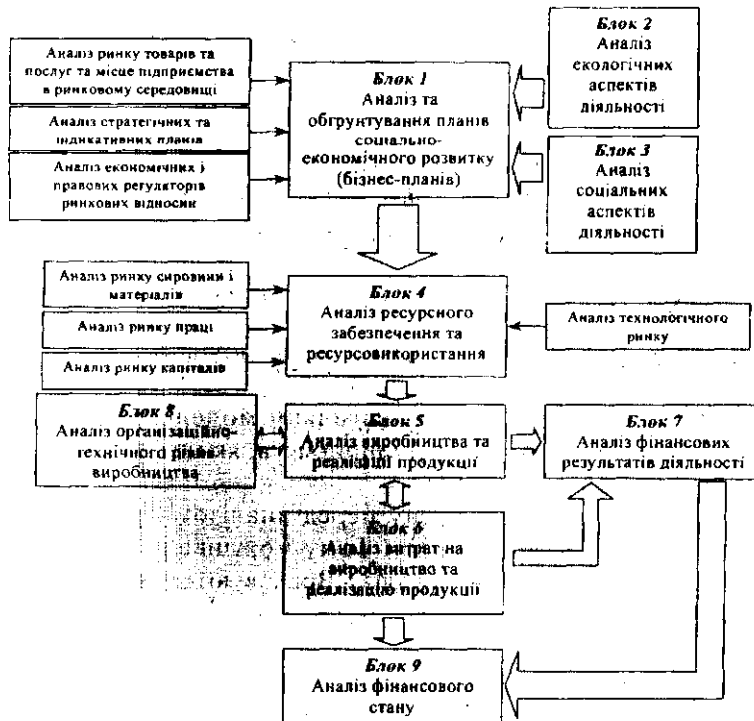 Аналіз ринку товарів та
послуг та місце підприємства
в ринковому середовищі
Аналіз стратегічних та
індикативних планів
Аналіз економічних і
правових регуляторів
ринкових відносин
Блок 1
Аналіз та
обгрунтування планів
соціально-
економічного розвитку
(бізнес-планів)
Блок 2
Аналіз
екологічних
аспектів
діяльності
Блок 3
Аналіз
соціальних
аспектів
діяльності
Аналіз ринку сировини і
матеріалів
Аналіз ринку праці
Аналіз ринку капіталів
Блок 4
Аналіз ресурсного
забезпечення та
ресурсовикористання
Аналіз технологічного
ринку
Блок 8
Аналіз організаційно-
технічного рівня
виробництва
Блок 5
Аналіз виробництва та
реалізації продукції
Блок 7
Аналіз фінансових
результатів діяльності
Блок 6
Аналіз витрат на
виробництво та
реалізацію продукції
Блок 9
Аналіз фінансового
стану